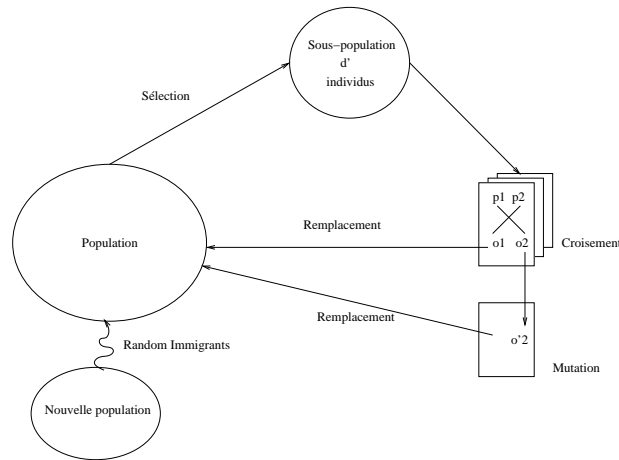 Sous-population
d'
individus
Sélection
p1 p2
Remplacement
Population
o1 o2
Croisement
Remplacement
Random Immigrants
o'2
Mutation
Nouvelle population